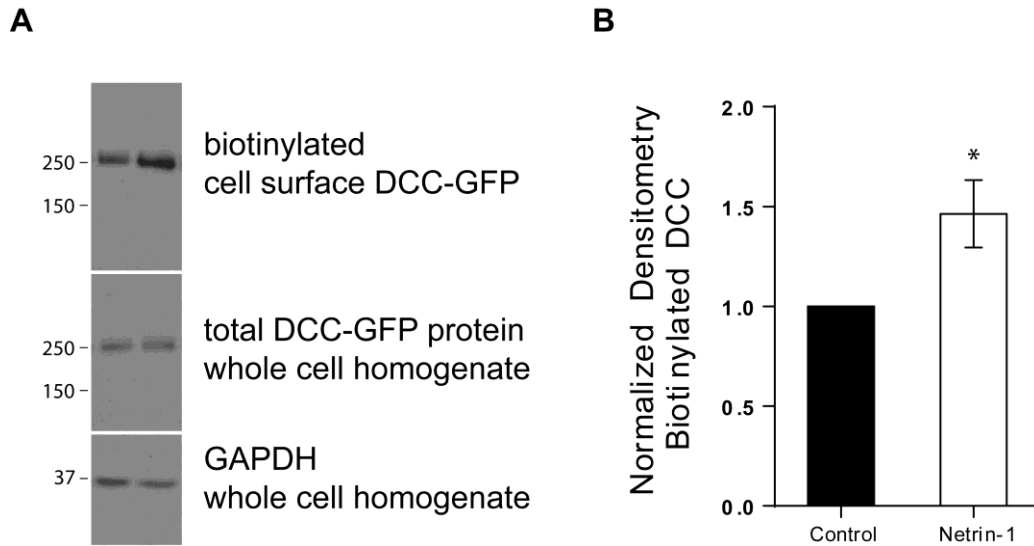 A
250
150
biotinylated
cell surface DCC-GFP
250
150
total DCC-GFP protein
whole cell homogenate
37
GAPDH
whole cell homogenate
B
Normalized Densitometry
Biotinylated DCC
2.0
1.5
1.0
0.5
0.0
*
Control
Netrin-1